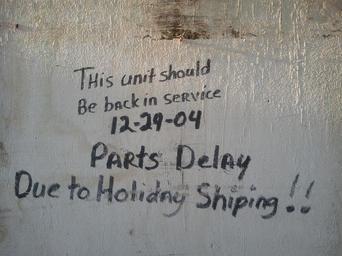 THis unit should
Be back in service
12-29-04
PARTS Delay
Due to Holiday Shiping!!